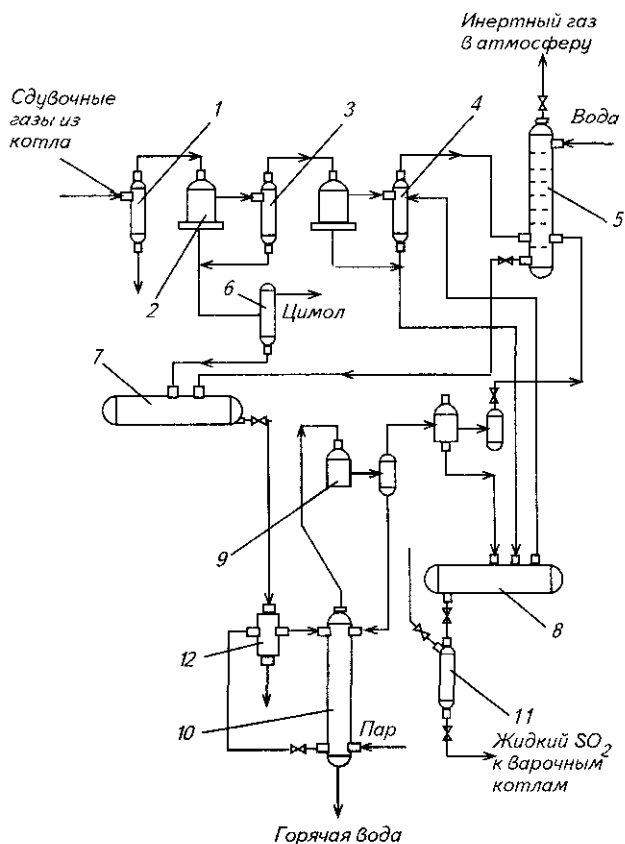 Инертный газ
в атмосферу
Сдувочные
газы из
котла
1
3
4
Вода
5
2
6
Цимол
7
9
8
12
10
11
Пар
Жидкий SO₂
к варочным
котлам
Горячая вода